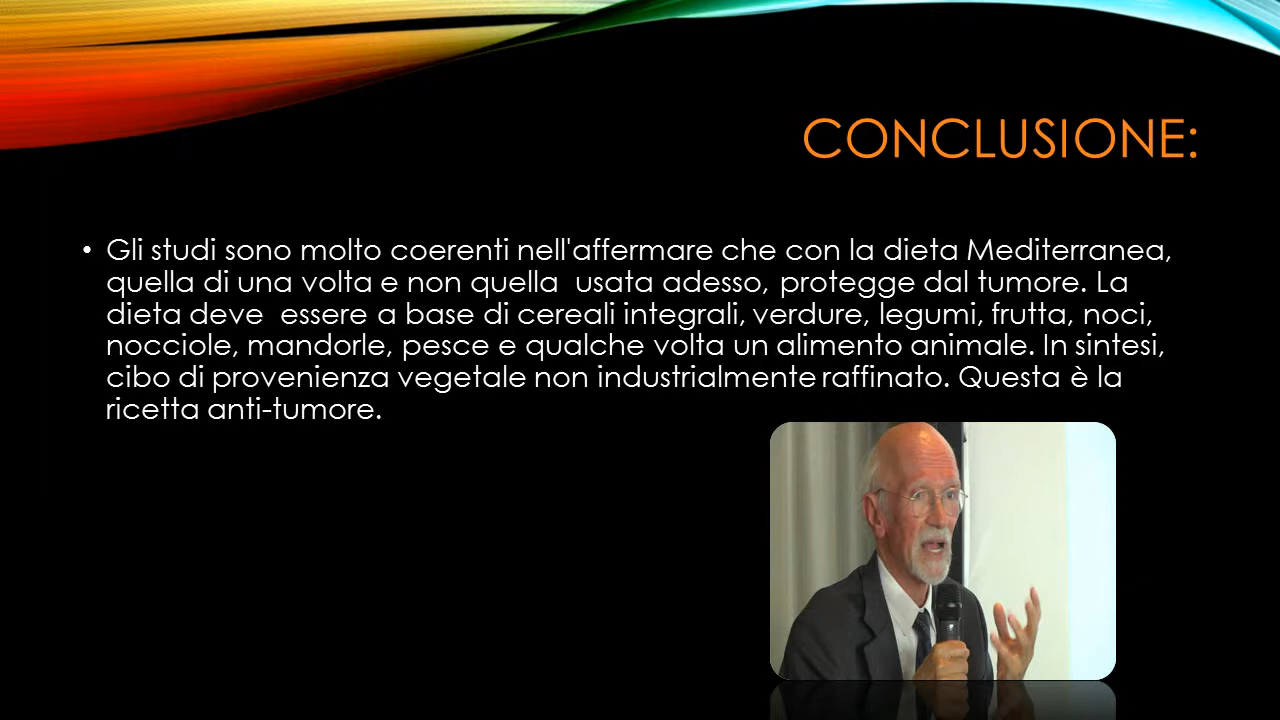 CONCLUSIONE:
• Gli studi sono molto coerenti nell'affermare che con la dieta Mediterranea,
quella di una volta e non quella  usata adesso, protegge dal tumore. La
dieta deve  essere a base di cereali integrali, verdure, legumi, frutta, noci,
nocciole, mandorle, pesce e qualche volta un alimento animale. In sintesi,
cibo di provenienza vegetale non industrialmente raffinato. Questa è la
ricetta anti-tumore.